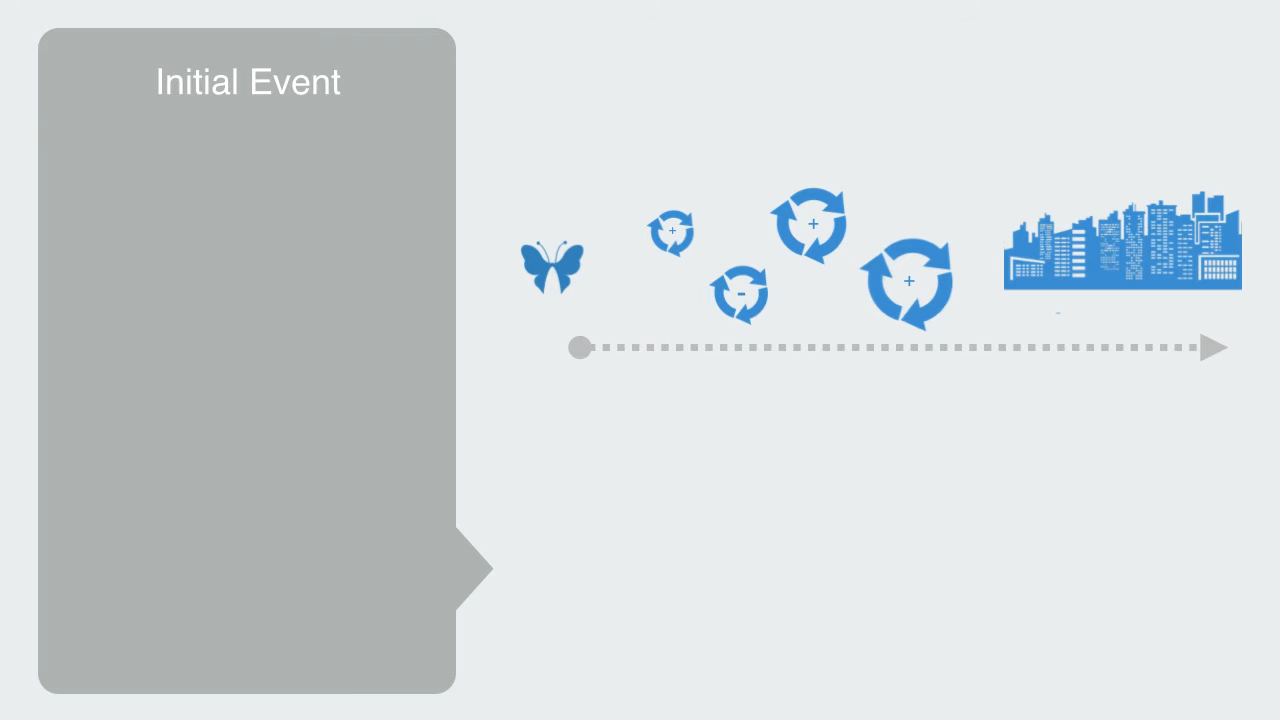 Initial Event
+
+
-
+